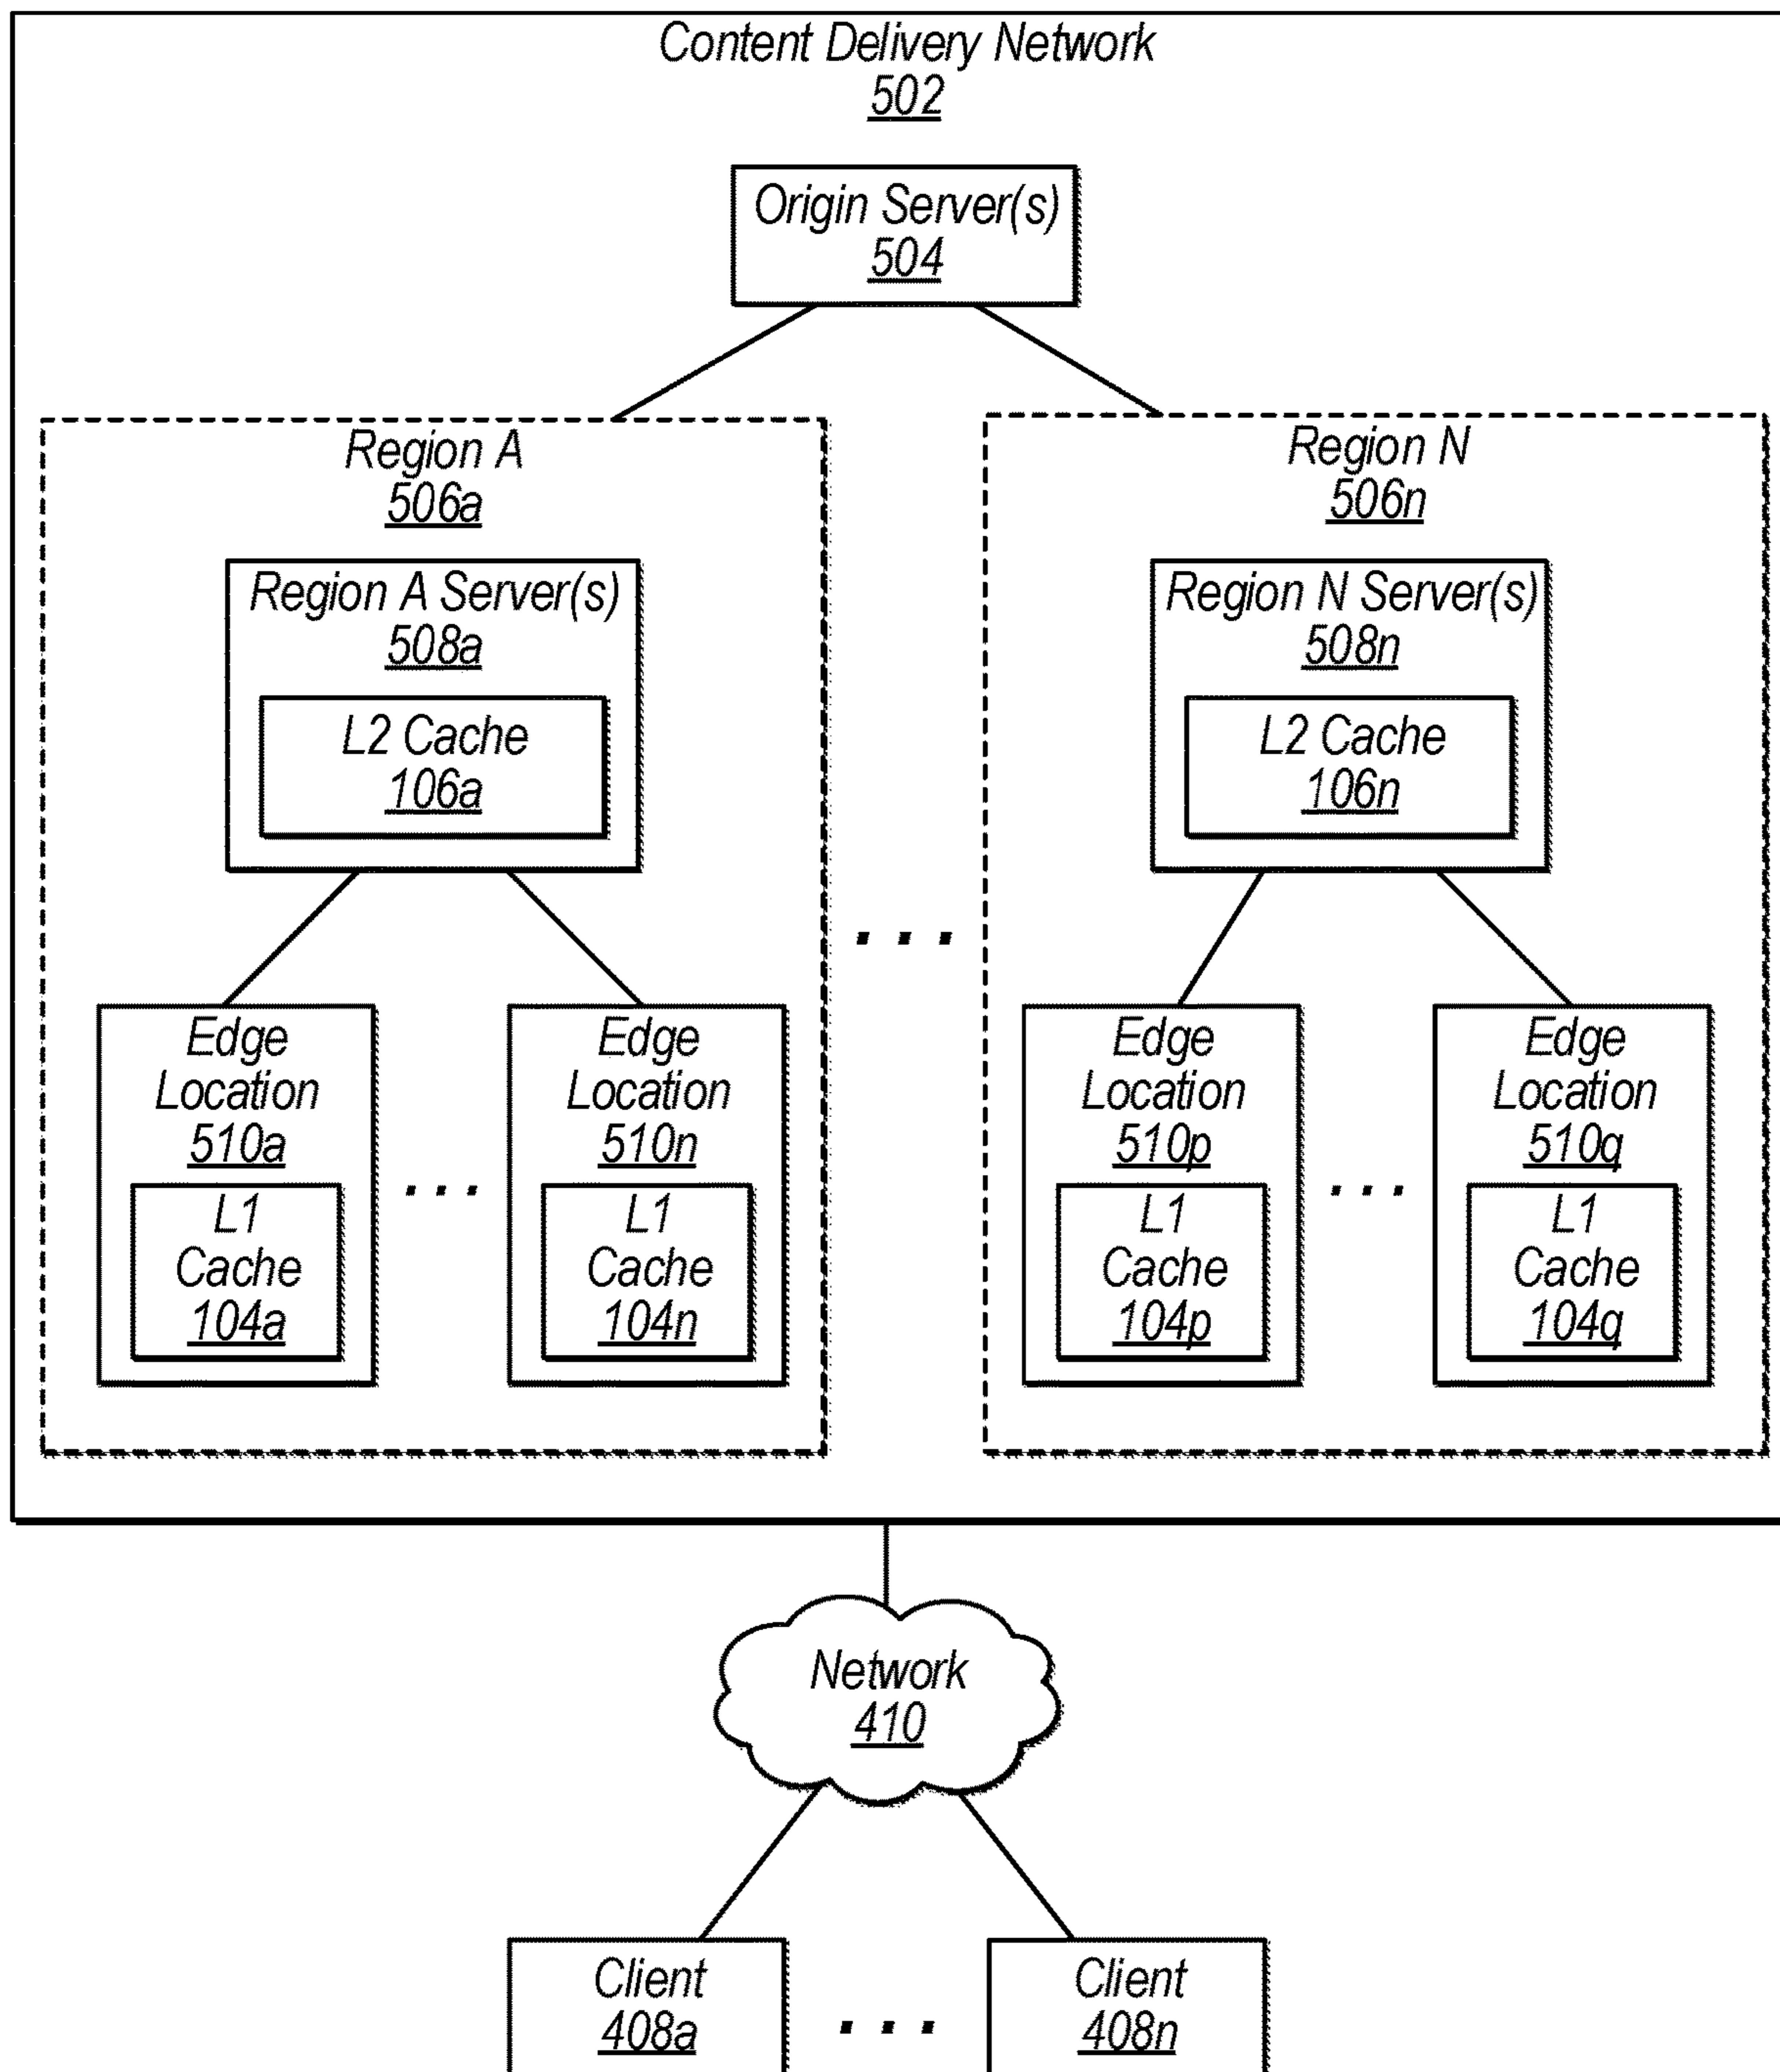 Content Delivery Network
502
Origin Server(s)
504
Region A
506a
Region A Server(s)
508a
L2 Cache
106a
Edge
Location
510a
L1
Cache
104a
. . .
Edge
Location
510n
L1
Cache
104n
. . .
Region N
506n
Region N Server(s)
508n
L2 Cache
106n
Edge
Location
510p
L1
Cache
104p
. . .
Edge
Location
510q
L1
Cache
104q
Network
410
Client
408a
. . .
Client
408n